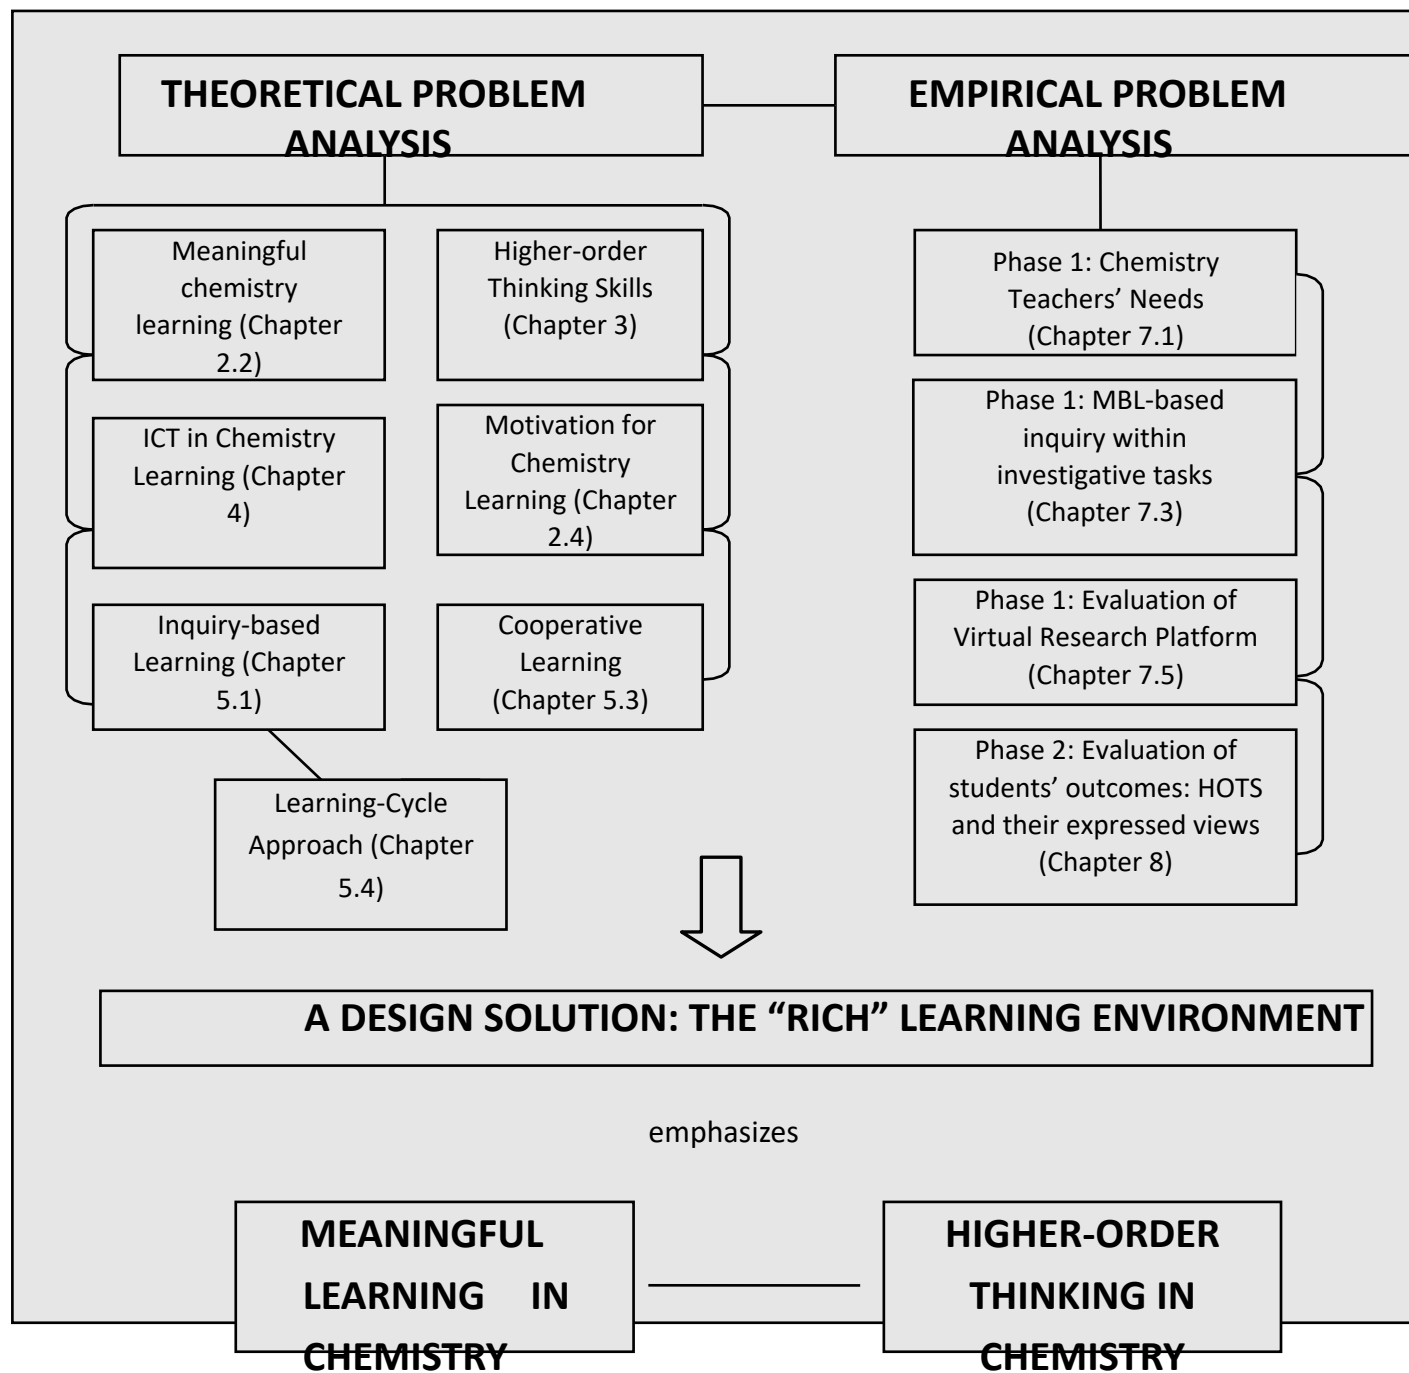 THEORETICAL PROBLEM
ANALYSIS
EMPIRICAL PROBLEM
ANALYSIS
Meaningful
chemistry
learning (Chapter
2.2)
Higher-order
Thinking Skills
(Chapter 3)
Phase 1: Chemistry
Teachers’ Needs
(Chapter 7.1)
ICT in Chemistry
Learning (Chapter
4)
Motivation for
Chemistry
Learning (Chapter
2.4)
Phase 1: MBL-based
inquiry within
investigative tasks
(Chapter 7.3)
Inquiry-based
Learning (Chapter
5.1)
Cooperative
Learning
(Chapter 5.3)
Phase 1: Evaluation of
Virtual Research Platform
(Chapter 7.5)
Learning-Cycle
Approach (Chapter
5.4)
Phase 2: Evaluation of
students’ outcomes: HOTS
and their expressed views
(Chapter 8)
A DESIGN SOLUTION: THE “RICH” LEARNING ENVIRONMENT
emphasizes
MEANINGFUL
LEARNING IN
CHEMISTRY
HIGHER-ORDER
THINKING IN
CHEMISTRY